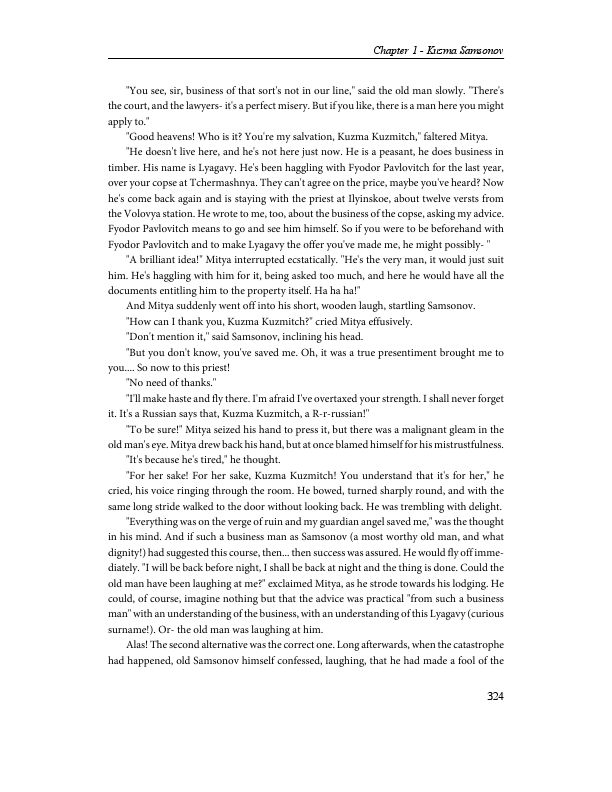 Chapter 1 - Kuzma Samsonov
"You see, sir, business of that sort's not in our line," said the old man slowly. "There's
the court, and the lawyers- it's a perfect misery. But if you like, there is a man here you might
apply to."
"Good heavens! Who is it? You're my salvation, Kuzma Kuzmitch," faltered Mitya.
"He doesn't live here, and he's not here just now. He is a peasant, he does business in
timber. His name is Lyagavy. He's been haggling with Fyodor Pavlovitch for the last year,
over your copse at Tchermashnya. They can't agree on the price, maybe you've heard? Now
he's come back again and is staying with the priest at Ilyinskoe, about twelve versts from
the Volovya station. He wrote to me, too, about the business of the copse, asking my advice.
Fyodor Pavlovitch means to go and see him himself. So if you were to be beforehand with
Fyodor Pavlovitch and to make Lyagavy the offer you've made me, he might possibly- "
"A brilliant idea!" Mitya interrupted ecstatically. "He's the very man, it would just suit
him. He's haggling with him for it, being asked too much, and here he would have all the
documents entitling him to the property itself. Ha ha ha!"
And Mitya suddenly went off into his short, wooden laugh, startling Samsonov.
"How can I thank you, Kuzma Kuzmitch?" cried Mitya effusively.
"Don't mention it," said Samsonov, inclining his head.
"But you don't know, you've saved me. Oh, it was a true presentiment brought me to
you.... So now to this priest!
"No need of thanks."
"I'll make haste and fly there. I'm afraid I've overtaxed your strength. I shall never forget
it. It's a Russian says that, Kuzma Kuzmitch, a R-r-russian!"
"To be sure!" Mitya seized his hand to press it, but there was a malignant gleam in the
old man's eye. Mitya drew back his hand, but at once blamed himself for his mistrustfulness.
"It's because he's tired," he thought.
"For her sake! For her sake, Kuzma Kuzmitch! You understand that it's for her," he
cried, his voice ringing through the room. He bowed, turned sharply round, and with the
same long stride walked to the door without looking back. He was trembling with delight.
"Everything was on the verge of ruin and my guardian angel saved me," was the thought
in his mind. And if such a business man as Samsonov (a most worthy old man, and what
dignity!) had suggested this course, then... then success was assured. He would fly off imme-
diately. "I will be back before night, I shall be back at night and the thing is done. Could the
old man have been laughing at me?" exclaimed Mitya, as he strode towards his lodging. He
could, of course, imagine nothing but that the advice was practical "from such a business
man" with an understanding of the business, with an understanding of this Lyagavy (curious
surname!). Or- the old man was laughing at him.
Alas! The second alternative was the correct one. Long afterwards, when the catastrophe
had happened, old Samsonov himself confessed, laughing, that he had made a fool of the
324